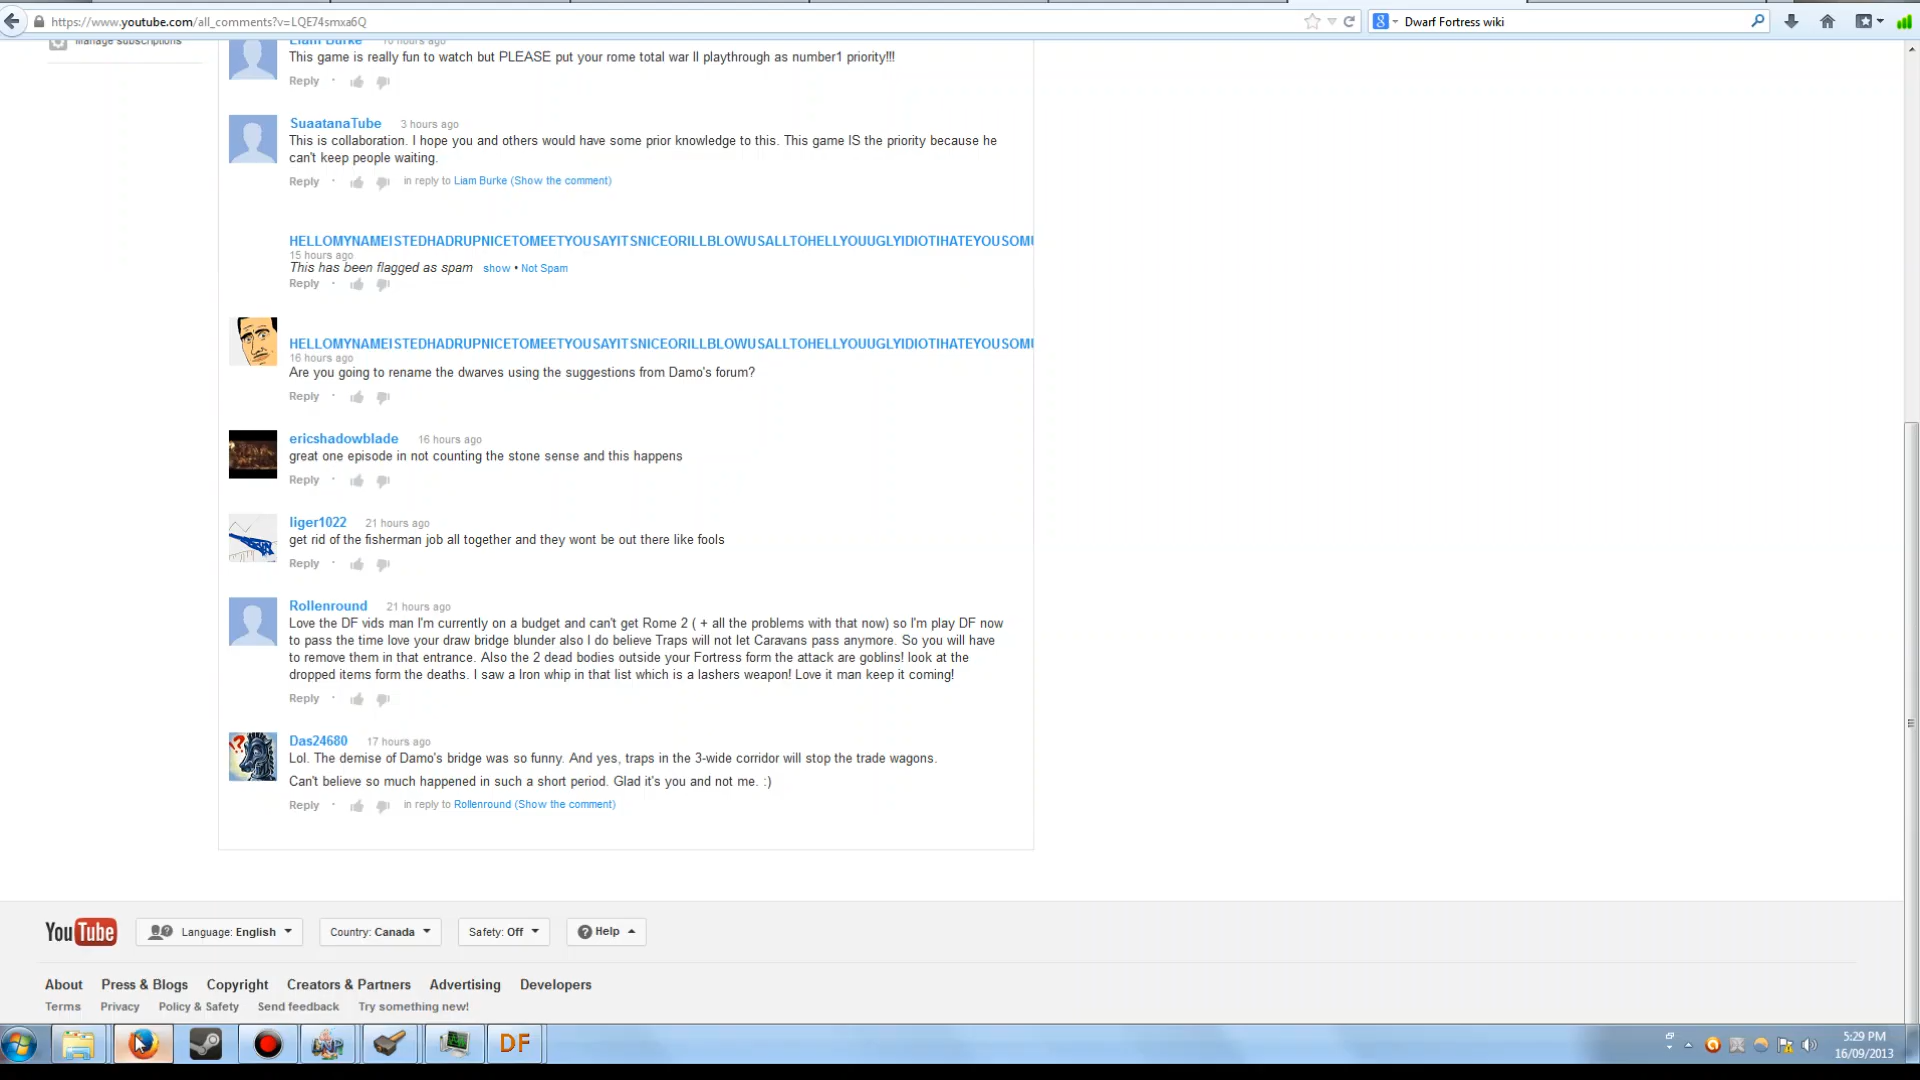 https://www.youtube.com/all_comments?v=LQE74smxa6Q
Dwarf Fortress wiki
Manage subscriptions
Liam Burke 16 hours ago
This game is really fun to watch but PLEASE put your rome total war II playthrough as number1 priority!!!
Reply
SuaatanaTube 3 hours ago
This is collaboration. I hope you and others would have some prior knowledge to this. This game IS the priority because he
can't keep people waiting.
Reply · in reply to Liam Burke (Show the comment)
HELLOMYNAMEISTEDHADRUPNICETOMEETYOUSAYITSNICEORILLBLOWUSALLTOHELLYOUUGLYIDIOTIHATEYOUSOM
15 hours ago
This has been flagged as spam show • Not Spam
Reply ·
HELLOMYNAMEISTEDHADRUPNICETOMEETYOUSAYITSNICEORILLBLOWUSALLTOHELLYOUUGLYIDIOTIHATEYOUSOM
16 hours ago
Are you going to rename the dwarves using the suggestions from Damo's forum?
Reply ·
ericshadowblade 16 hours ago
great one episode in not counting the stone sense and this happens
Reply ·
liger1022 21 hours ago
get rid of the fisherman job all together and they wont be out there like fools
Reply ·
Rollenround 21 hours ago
Love the DF vids man I'm currently on a budget and can't get Rome 2 ( + all the problems with that now) so I'm play DF now
to pass the time love your draw bridge blunder also I do believe Traps will not let Caravans pass anymore. So you will have
to remove them in that entrance. Also the 2 dead bodies outside your Fortress form the attack are goblins! look at the
dropped items form the deaths. I saw a Iron whip in that list which is a lashers weapon! Love it man keep it coming!
Reply ·
Das24680 17 hours ago
Lol. The demise of Damo's bridge was so funny. And yes, traps in the 3-wide corridor will stop the trade wagons.
Can't believe so much happened in such a short period. Glad it's you and not me. :)
Reply · in reply to Rollenround (Show the comment)
YouTube Language: English Country: Canada Safety: Off Help
About Press & Blogs Copyright Creators & Partners Advertising Developers
Terms Privacy Policy & Safety Send feedback Try something new!
DF
5:29 PM
16/09/2013